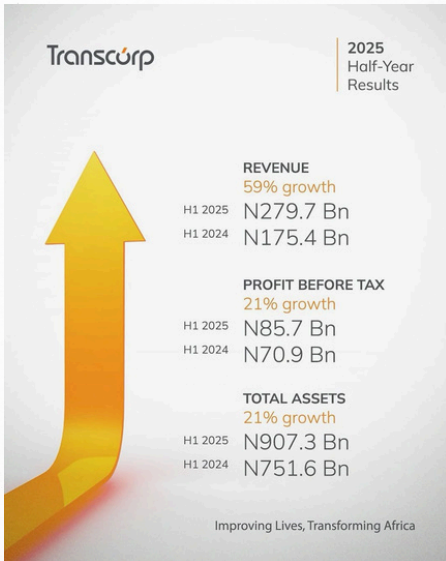 Transcorp
2025
Half-Year
Results
REVENUE
59% growth
H1 2025 N279.7 Bn
H1 2024 N175.4 Bn
PROFIT BEFORE TAX
21% growth
H1 2025 N85.7 Bn
H1 2024 N70.9 Bn
TOTAL ASSETS
21% growth
H1 2025 N907.3 Bn
H1 2024 N751.6 Bn
Improving Lives, Transforming Africa